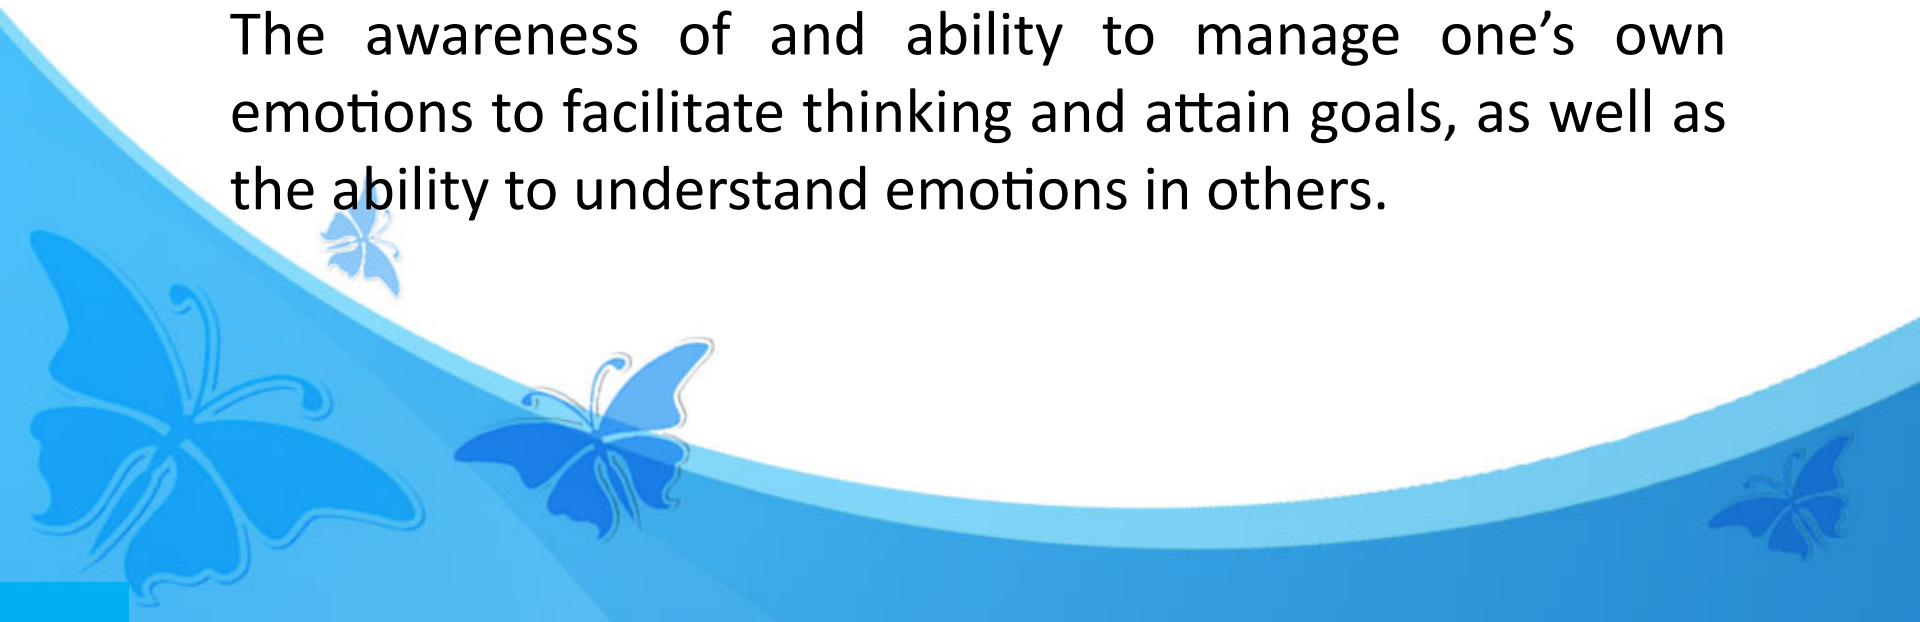 The awareness of and ability to manage one’s own
emotions to facilitate thinking and attain goals, as well as
the ability to understand emotions in others.